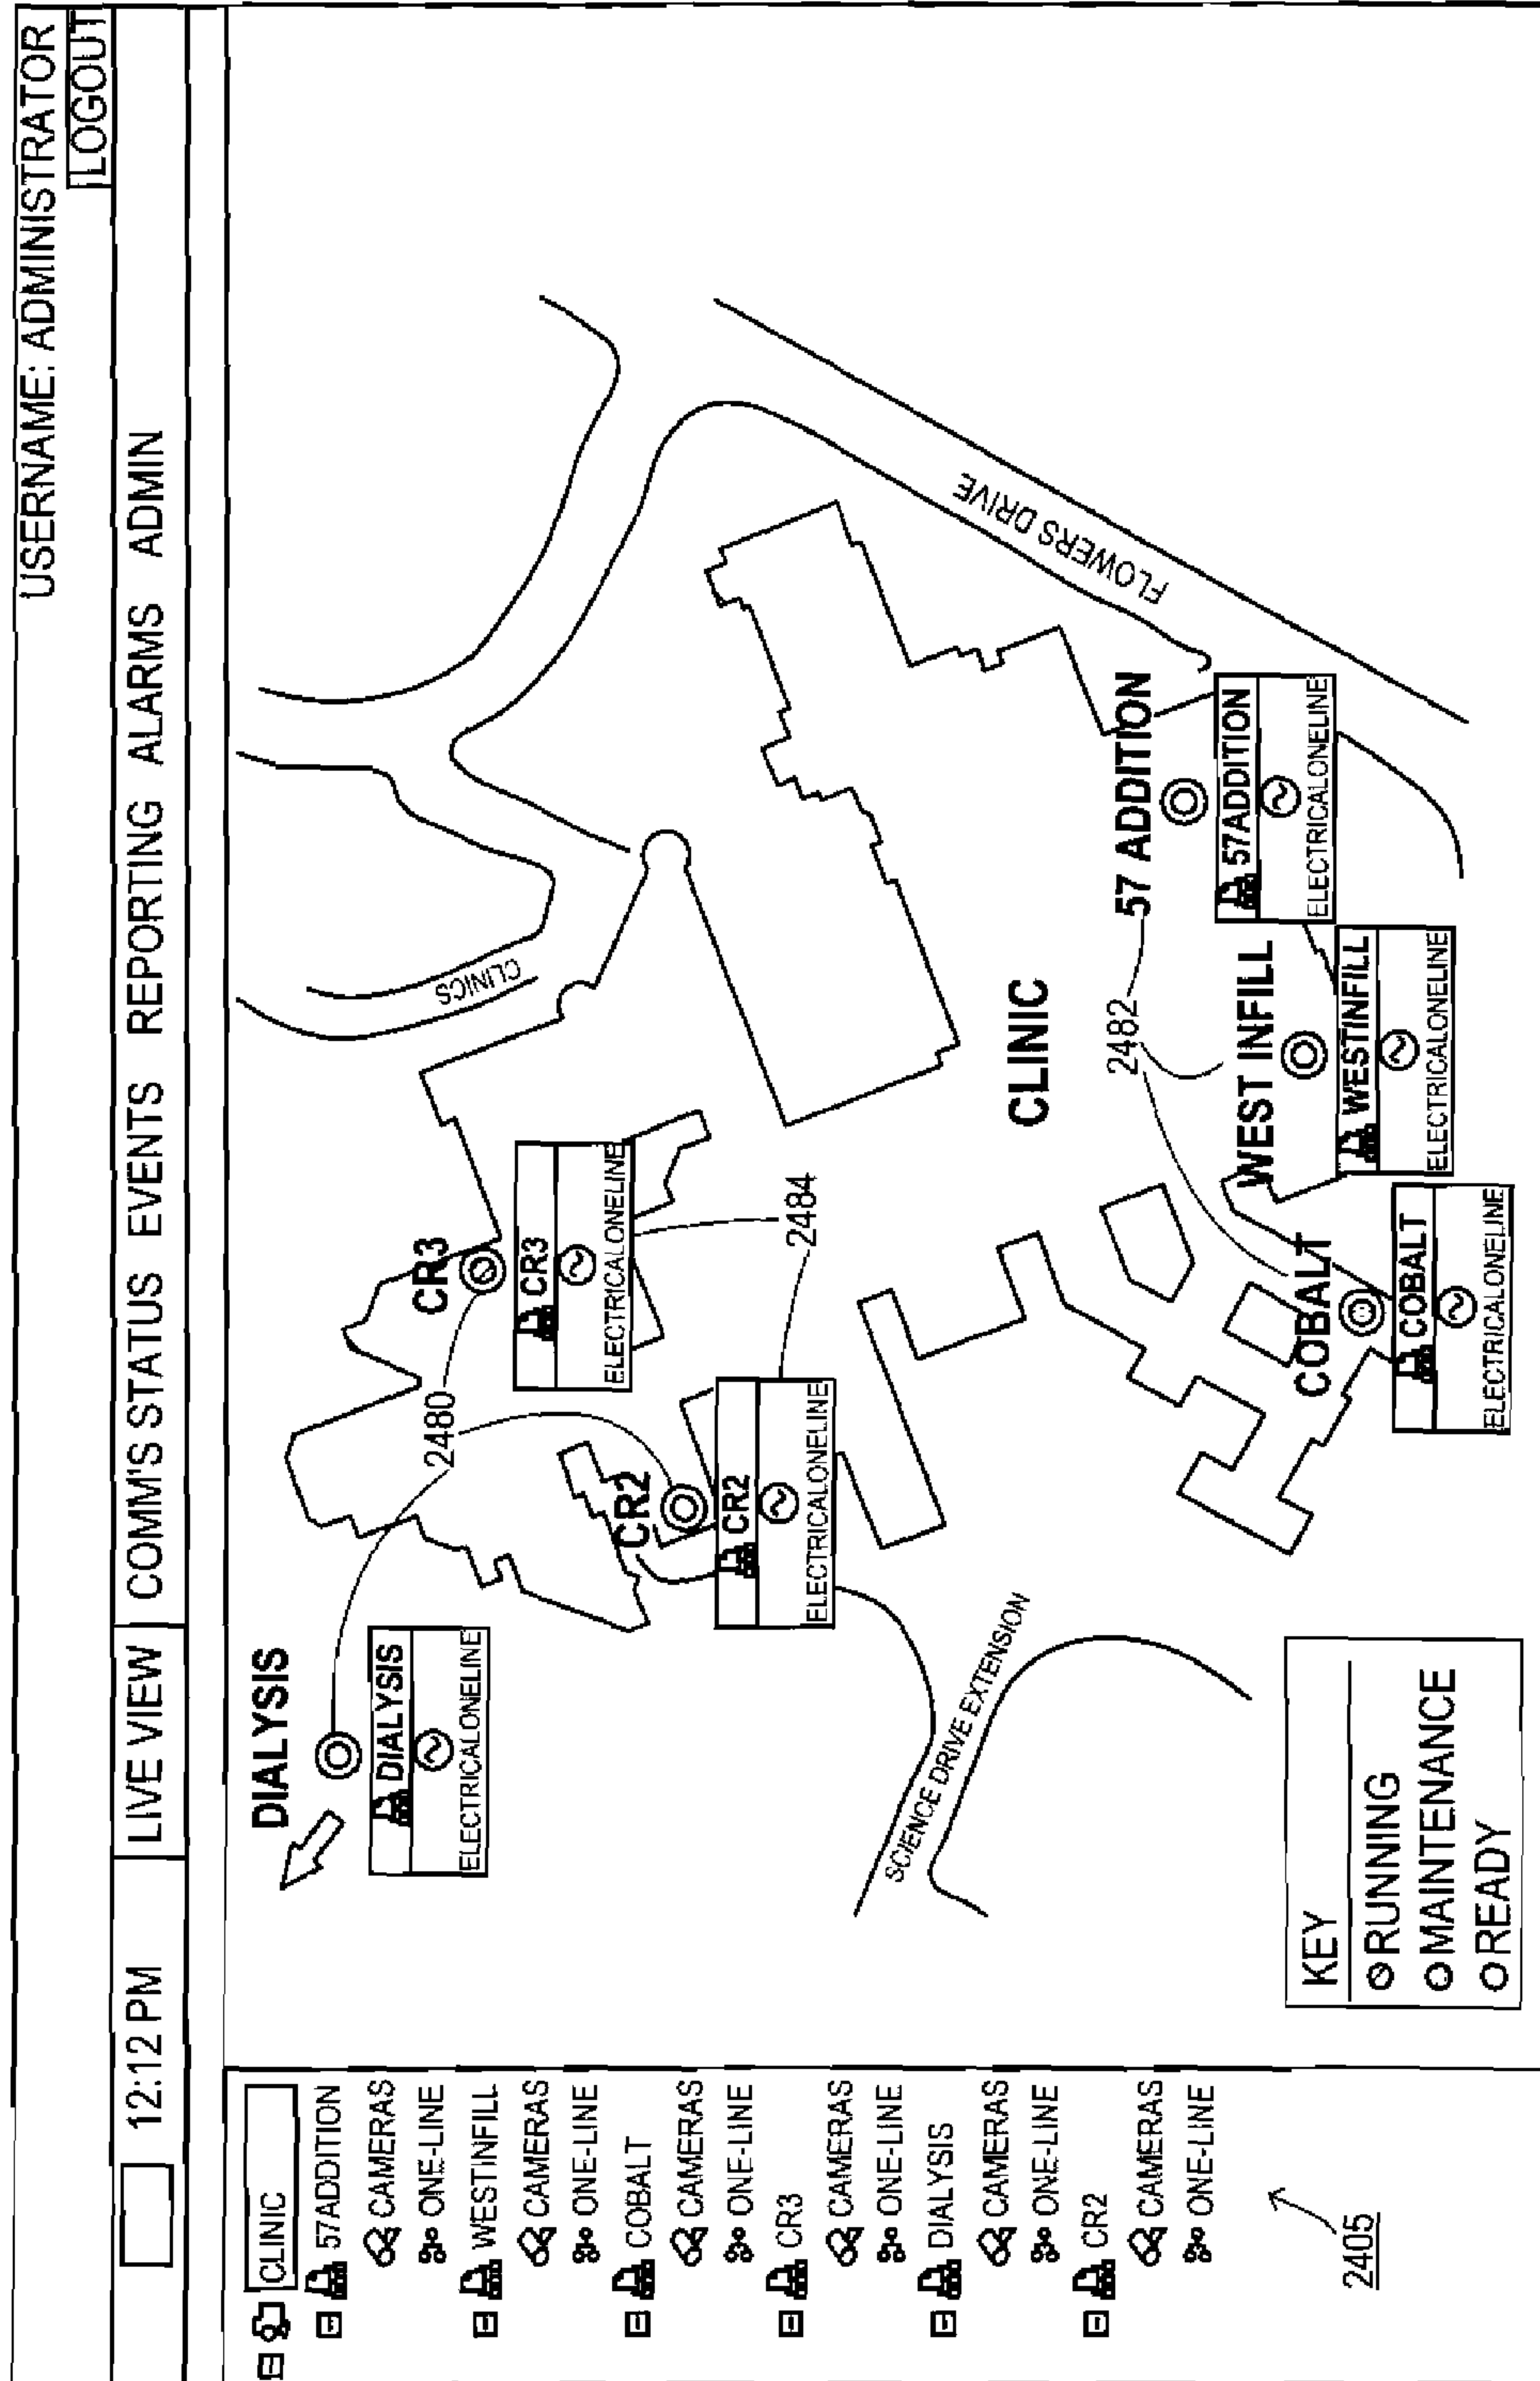 USERNAME: ADMINISTRATOR
LOGOUT
12:12 PM LIVE VIEW COMM'S STATUS EVENTS REPORTING ALARMS ADMIN
CLINIC
57ADDITION
CAMERAS
ONE-LINE
WESTINFILL
CAMERAS
ONE-LINE
COBALT
CAMERAS
ONE-LINE
CR3
CAMERAS
ONE-LINE
DIALYSIS
CAMERAS
ONE-LINE
CR2
CAMERAS
ONE-LINE
2405
DIALYSIS
DIALYSIS
ELECTRICALONELINE
2480
CR3
CR3
ELECTRICALONELINE
CR2
CR2
ELECTRICALONELINE
2484
CLINICS
FLOWERS DRIVE
SCIENCE DRIVE EXTENSION
CLINIC
2482
57 ADDITION
57ADDITION
ELECTRICALONELINE
WEST INFILL
WESTINFILL
ELECTRICALONELINE
COBALT
COBALT
ELECTRICALONELINE
KEY
RUNNING
MAINTENANCE
READY